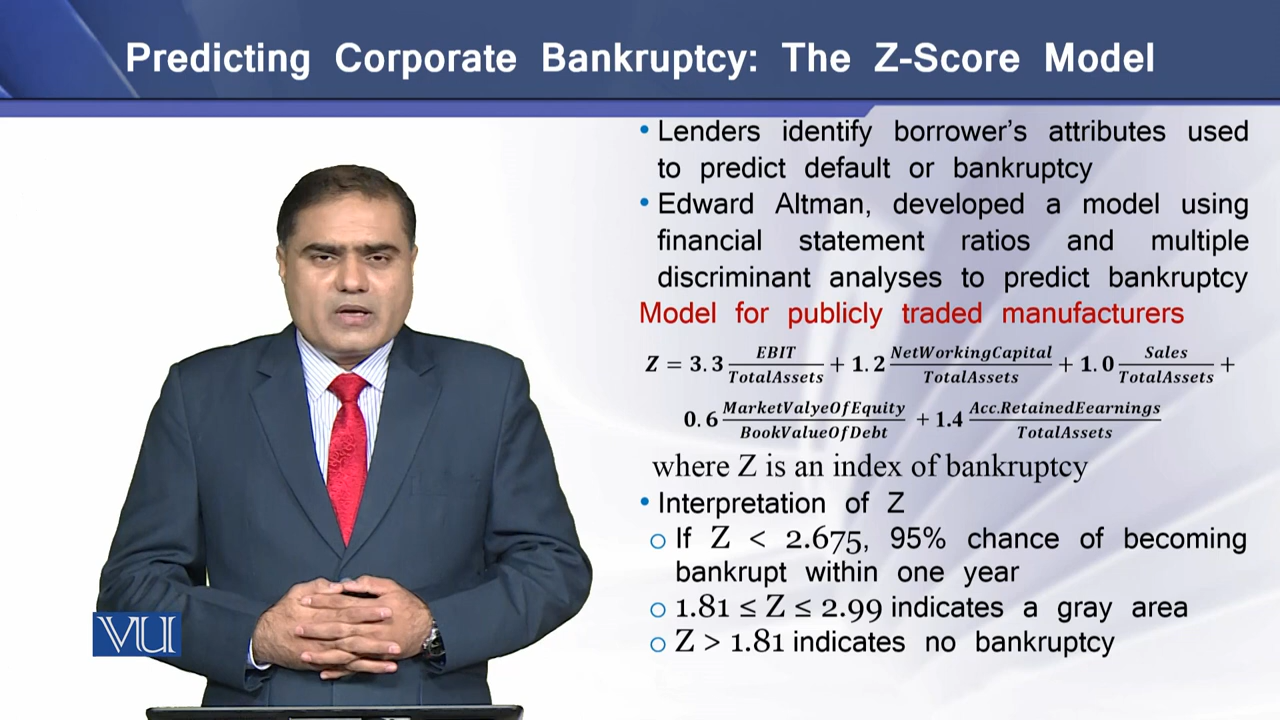 Predicting Corporate Bankruptcy: The Z-Score Model
• Lenders identify borrower's attributes used
to predict default or bankruptcy
• Edward Altman, developed a model using
financial statement ratios and multiple
discriminant analyses to predict bankruptcy
Model for publicly traded manufacturers
Z = 3.3 EBIT/TotalAssets + 1.2 NetWorkingCapital/TotalAssets + 1.0 Sales/TotalAssets +
0.6 MarketValyeOfEquity/BookValueOfDebt + 1.4 Acc.RetainedEearnings/TotalAssets
where Z is an index of bankruptcy
• Interpretation of Z
o If Z < 2.675, 95% chance of becoming
bankrupt within one year
o 1.81 ≤ Z ≤ 2.99 indicates a gray area
o Z > 1.81 indicates no bankruptcy
VU